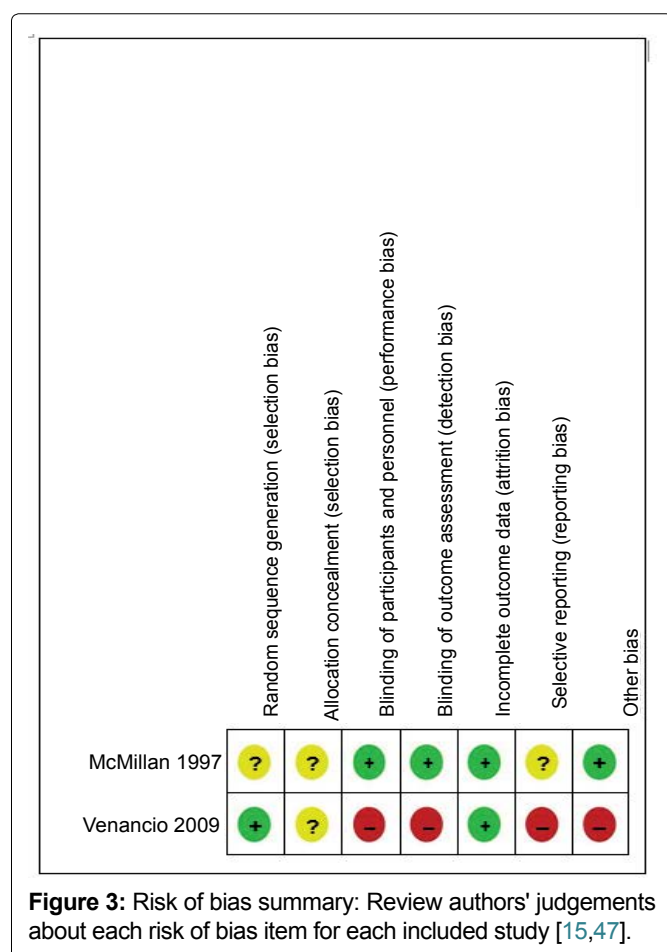 Random sequence generation (selection bias)
Allocation concealment (selection bias)
Blinding of participants and personnel (performance bias)
Blinding of outcome assessment (detection bias)
Incomplete outcome data (attrition bias)
Selective reporting (reporting bias)
Other bias
McMillan 1997 ? ? + + + ? +
Venancio 2009 + ? – – + – –
Figure 3: Risk of bias summary: Review authors' judgements
about each risk of bias item for each included study [15,47].